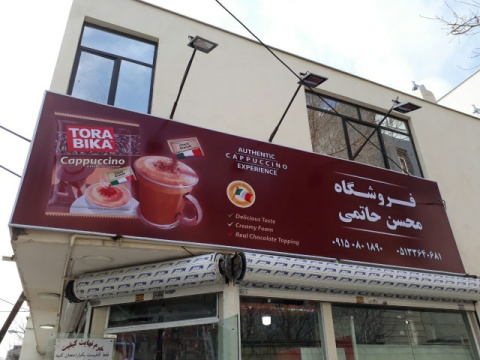 TORA
BIKA
Cappuccino
AUTHENTIC
CAPPUCCINO
EXPERIENCE
✓ Delicious Taste
✓ Creamy Foam
✓ Real Chocolate Topping
فروشگاه
محسن حاتمی
۰۹۱۵۰۸۰۱۸۹۰ ۰۵۱۳۳۶۴۰۶۸۱